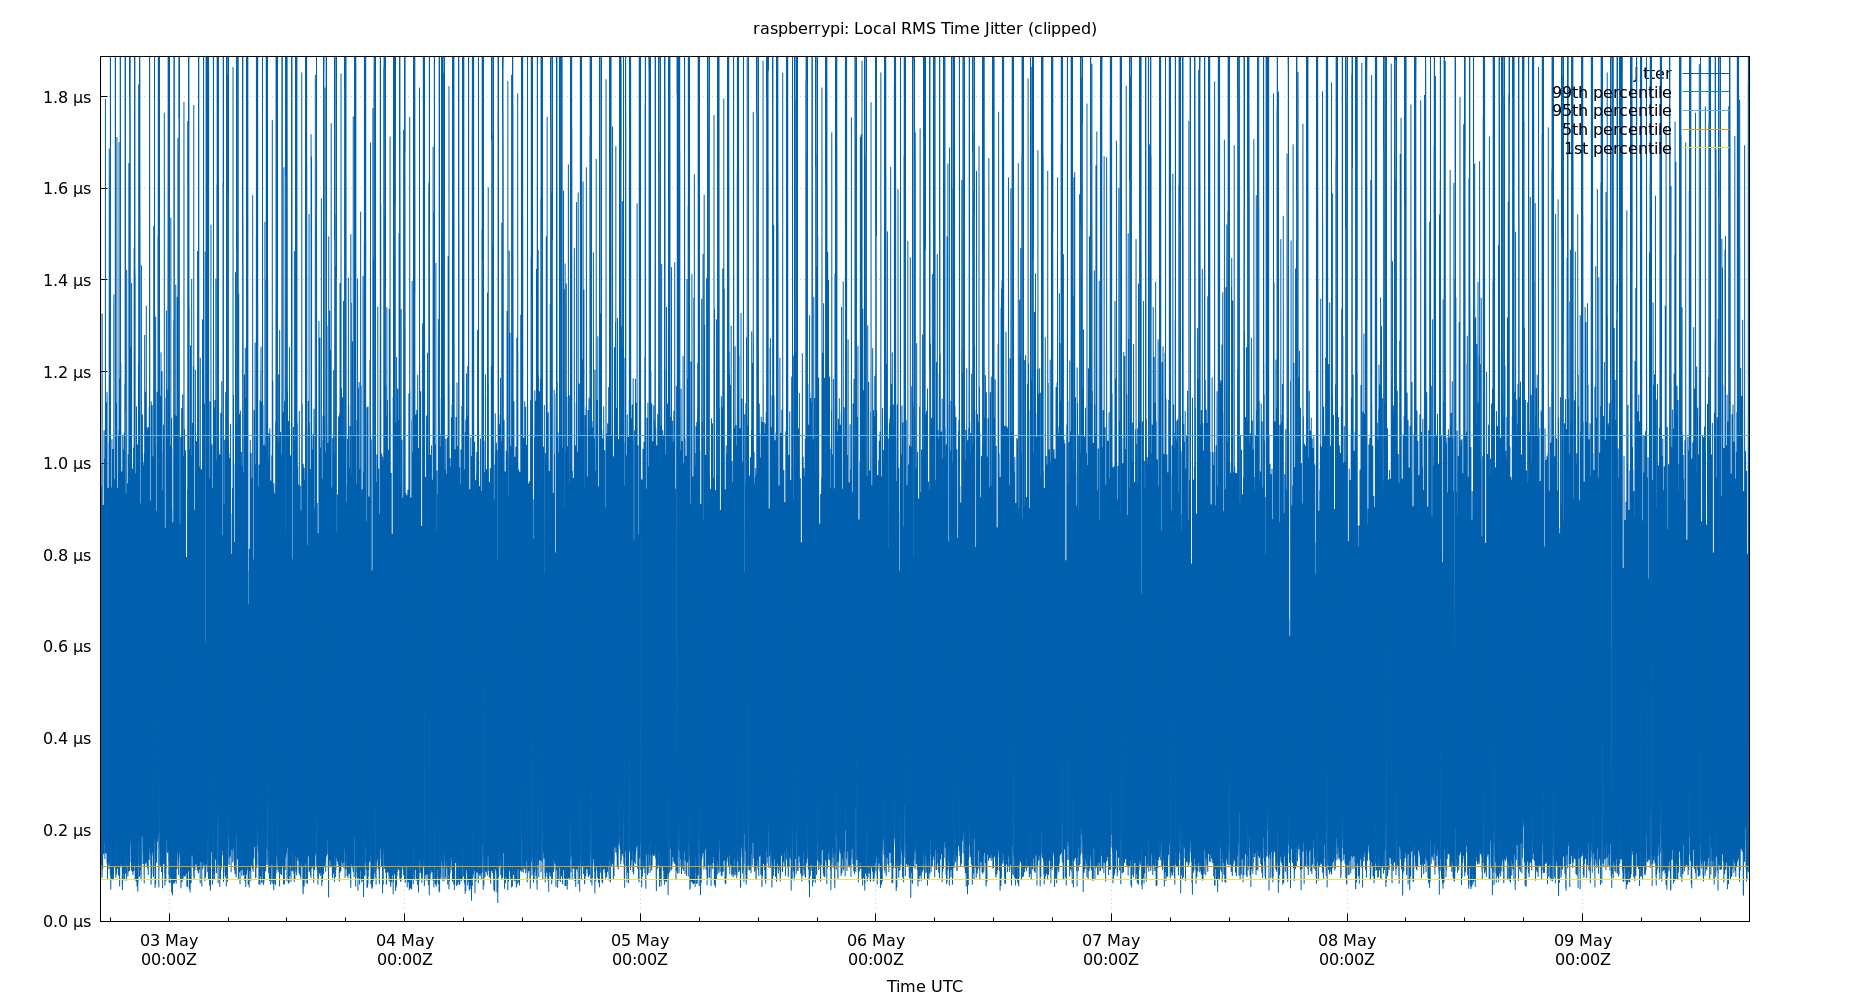 raspberrypi: Local RMS Time Jitter (clipped)
jitter
99th percentile
95th percentile
5th percentile
1st percentile
1.8 µs
1.6 µs
1.4 µs
1.2 µs
1.0 µs
0.8 µs
0.6 µs
0.4 µs
0.2 µs
0.0 µs
03 May 04 May 05 May 06 May 07 May 08 May 09 May
00:00Z 00:00Z 00:00Z 00:00Z 00:00Z 00:00Z 00:00Z
Time UTC